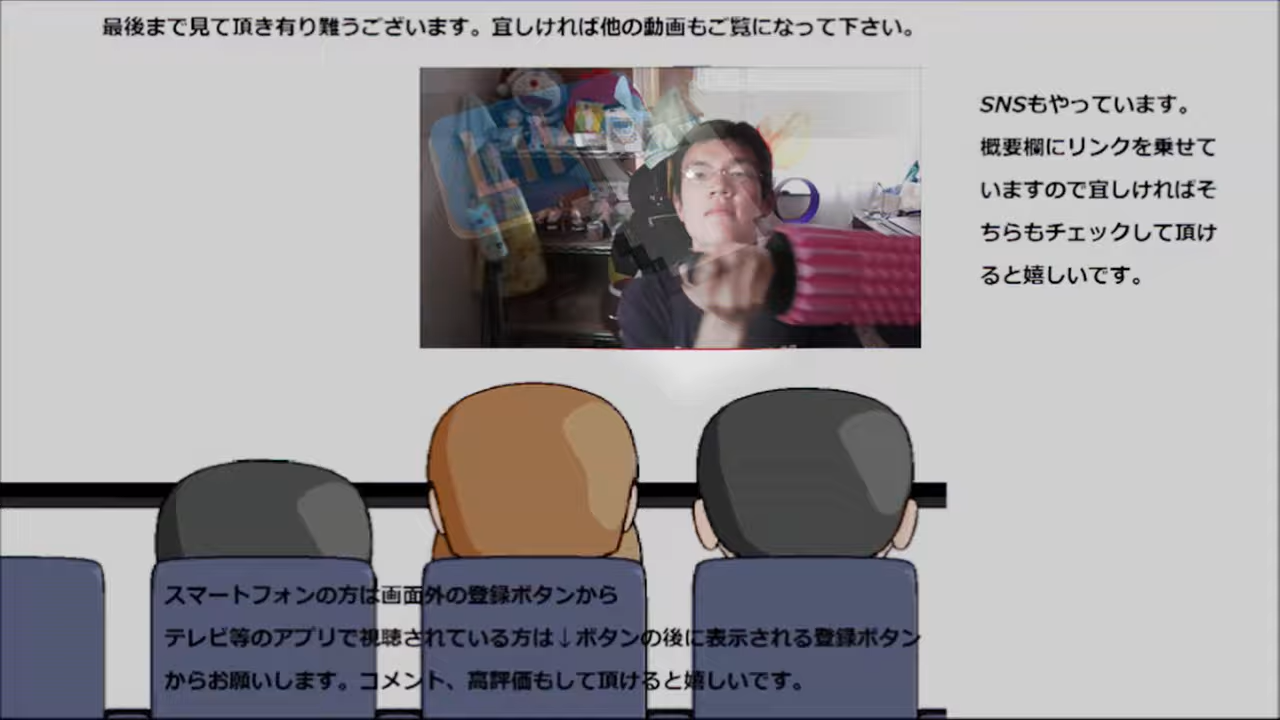 最後まで見て頂き有り難うございます。宜しければ他の動画もご覧になって下さい。
SNSもやっています。
概要欄にリンクを乗せて
いますので宜しければそ
ちらもチェックして頂け
ると嬉しいです。
スマートフォンの方は画面外の登録ボタンから
テレビ等のアプリで視聴されている方は↓ボタンの後に表示される登録ボタン
からお願いします。コメント、高評価もして頂けると嬉しいです。